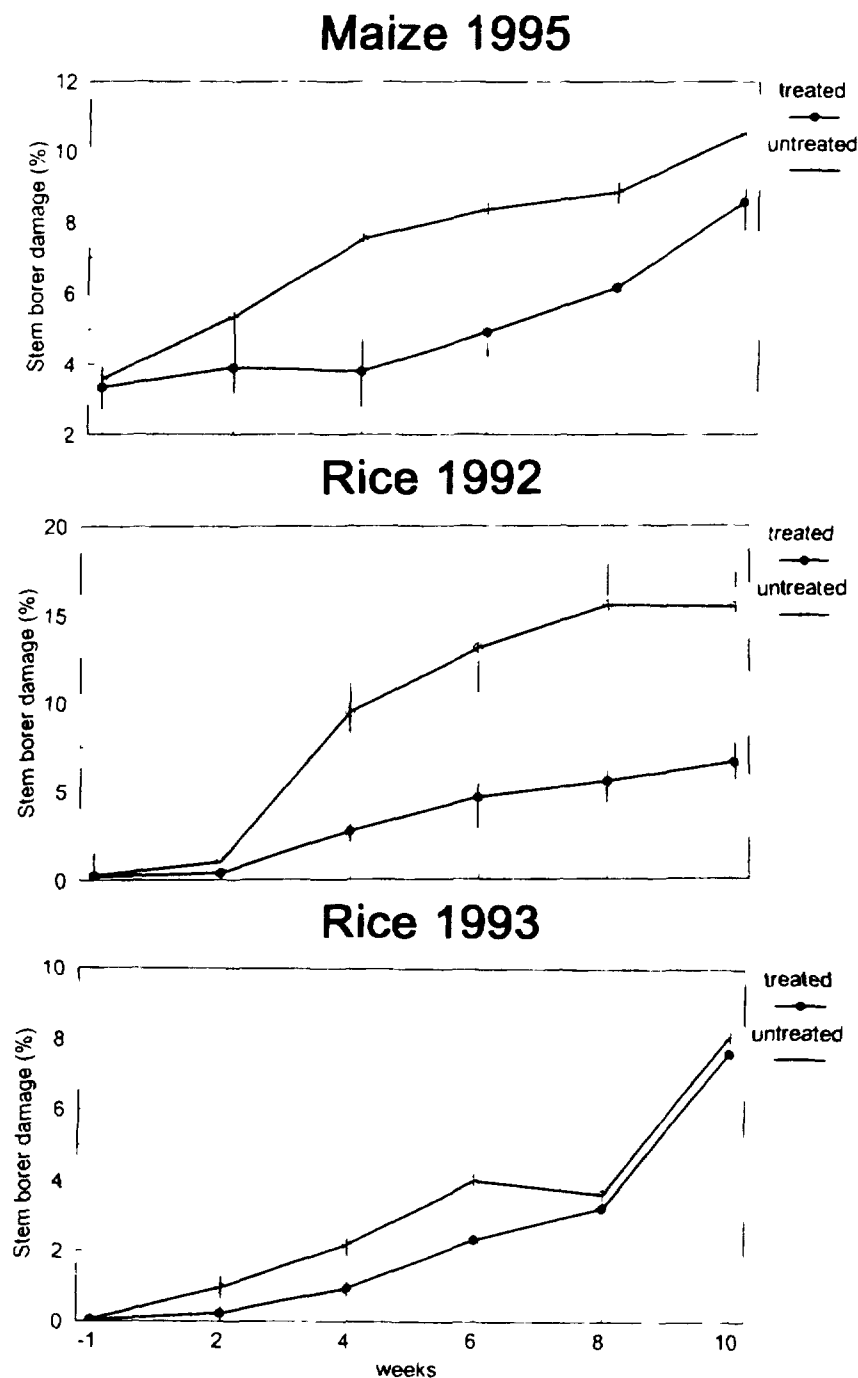 Maize 1995
Stem borer damage (%)
12
10
8
6
4
2
treated
untreated
Rice 1992
Stem borer damage (%)
20
15
10
5
0
treated
untreated
Rice 1993
Stem borer damage (%)
10
8
6
4
2
0
treated
untreated
-1 2 4 6 8 10
weeks